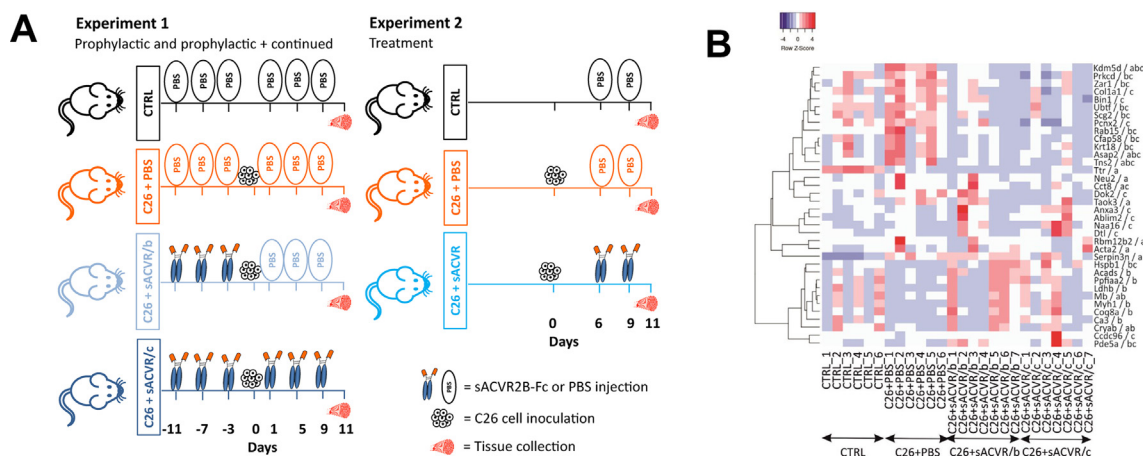 A
Experiment 1
Prophylactic and prophylactic + continued
CTRL
PBS PBS PBS PBS PBS PBS
C26 + PBS
PBS PBS PBS PBS PBS PBS
C26 + sACVR/b
PBS PBS PBS
C26 + sACVR/c
-11 -7 -3 0 1 5 9 11
Days
Experiment 2
Treatment
CTRL
PBS PBS
C26 + PBS
PBS PBS
C26 + sACVR
0 6 9 11
Days
PBS = sACVR2B-Fc or PBS injection
= C26 cell inoculation
= Tissue collection
B
-4 0 4
Row Z-Score
Kdm5d / abc
Prkcd / bc
Zar1 / bc
Col1a1 / c
Bin1 / c
Ubtf / bc
Scg2 / bc
Pcnx2 / c
Rab15 / bc
Cfap58 / bc
Krt18 / bc
Asap2 / abc
Tns2 / abc
Ttr / a
Neu2 / a
Cct8 / ac
Dok2 / c
Taok3 / a
Anxa3 / c
Ablim2 / c
Naa16 / c
Dtl / c
Rbm12b2 / a
Acta2 / a
Serpin3n / a
Hspb1 / bc
Acads / b
Ppfiaa2 / b
Ldhb / b
Mb / ab
Myh1 / b
Coq8a / b
Ca3 / b
Cryab / ab
Ccdc96 / c
Pde5a / bc
CTRL_1
CTRL_2
CTRL_3
CTRL_4
CTRL_5
CTRL_6
C26+PBS_1
C26+PBS_2
C26+PBS_3
C26+PBS_4
C26+PBS_5
C26+PBS_6
C26+sACVR/b_1
C26+sACVR/b_2
C26+sACVR/b_3
C26+sACVR/b_4
C26+sACVR/b_5
C26+sACVR/b_6
C26+sACVR/b_7
C26+sACVR/c_1
C26+sACVR/c_2
C26+sACVR/c_3
C26+sACVR/c_4
C26+sACVR/c_5
C26+sACVR/c_6
C26+sACVR/c_7
CTRL C26+PBS C26+sACVR/b C26+sACVR/c